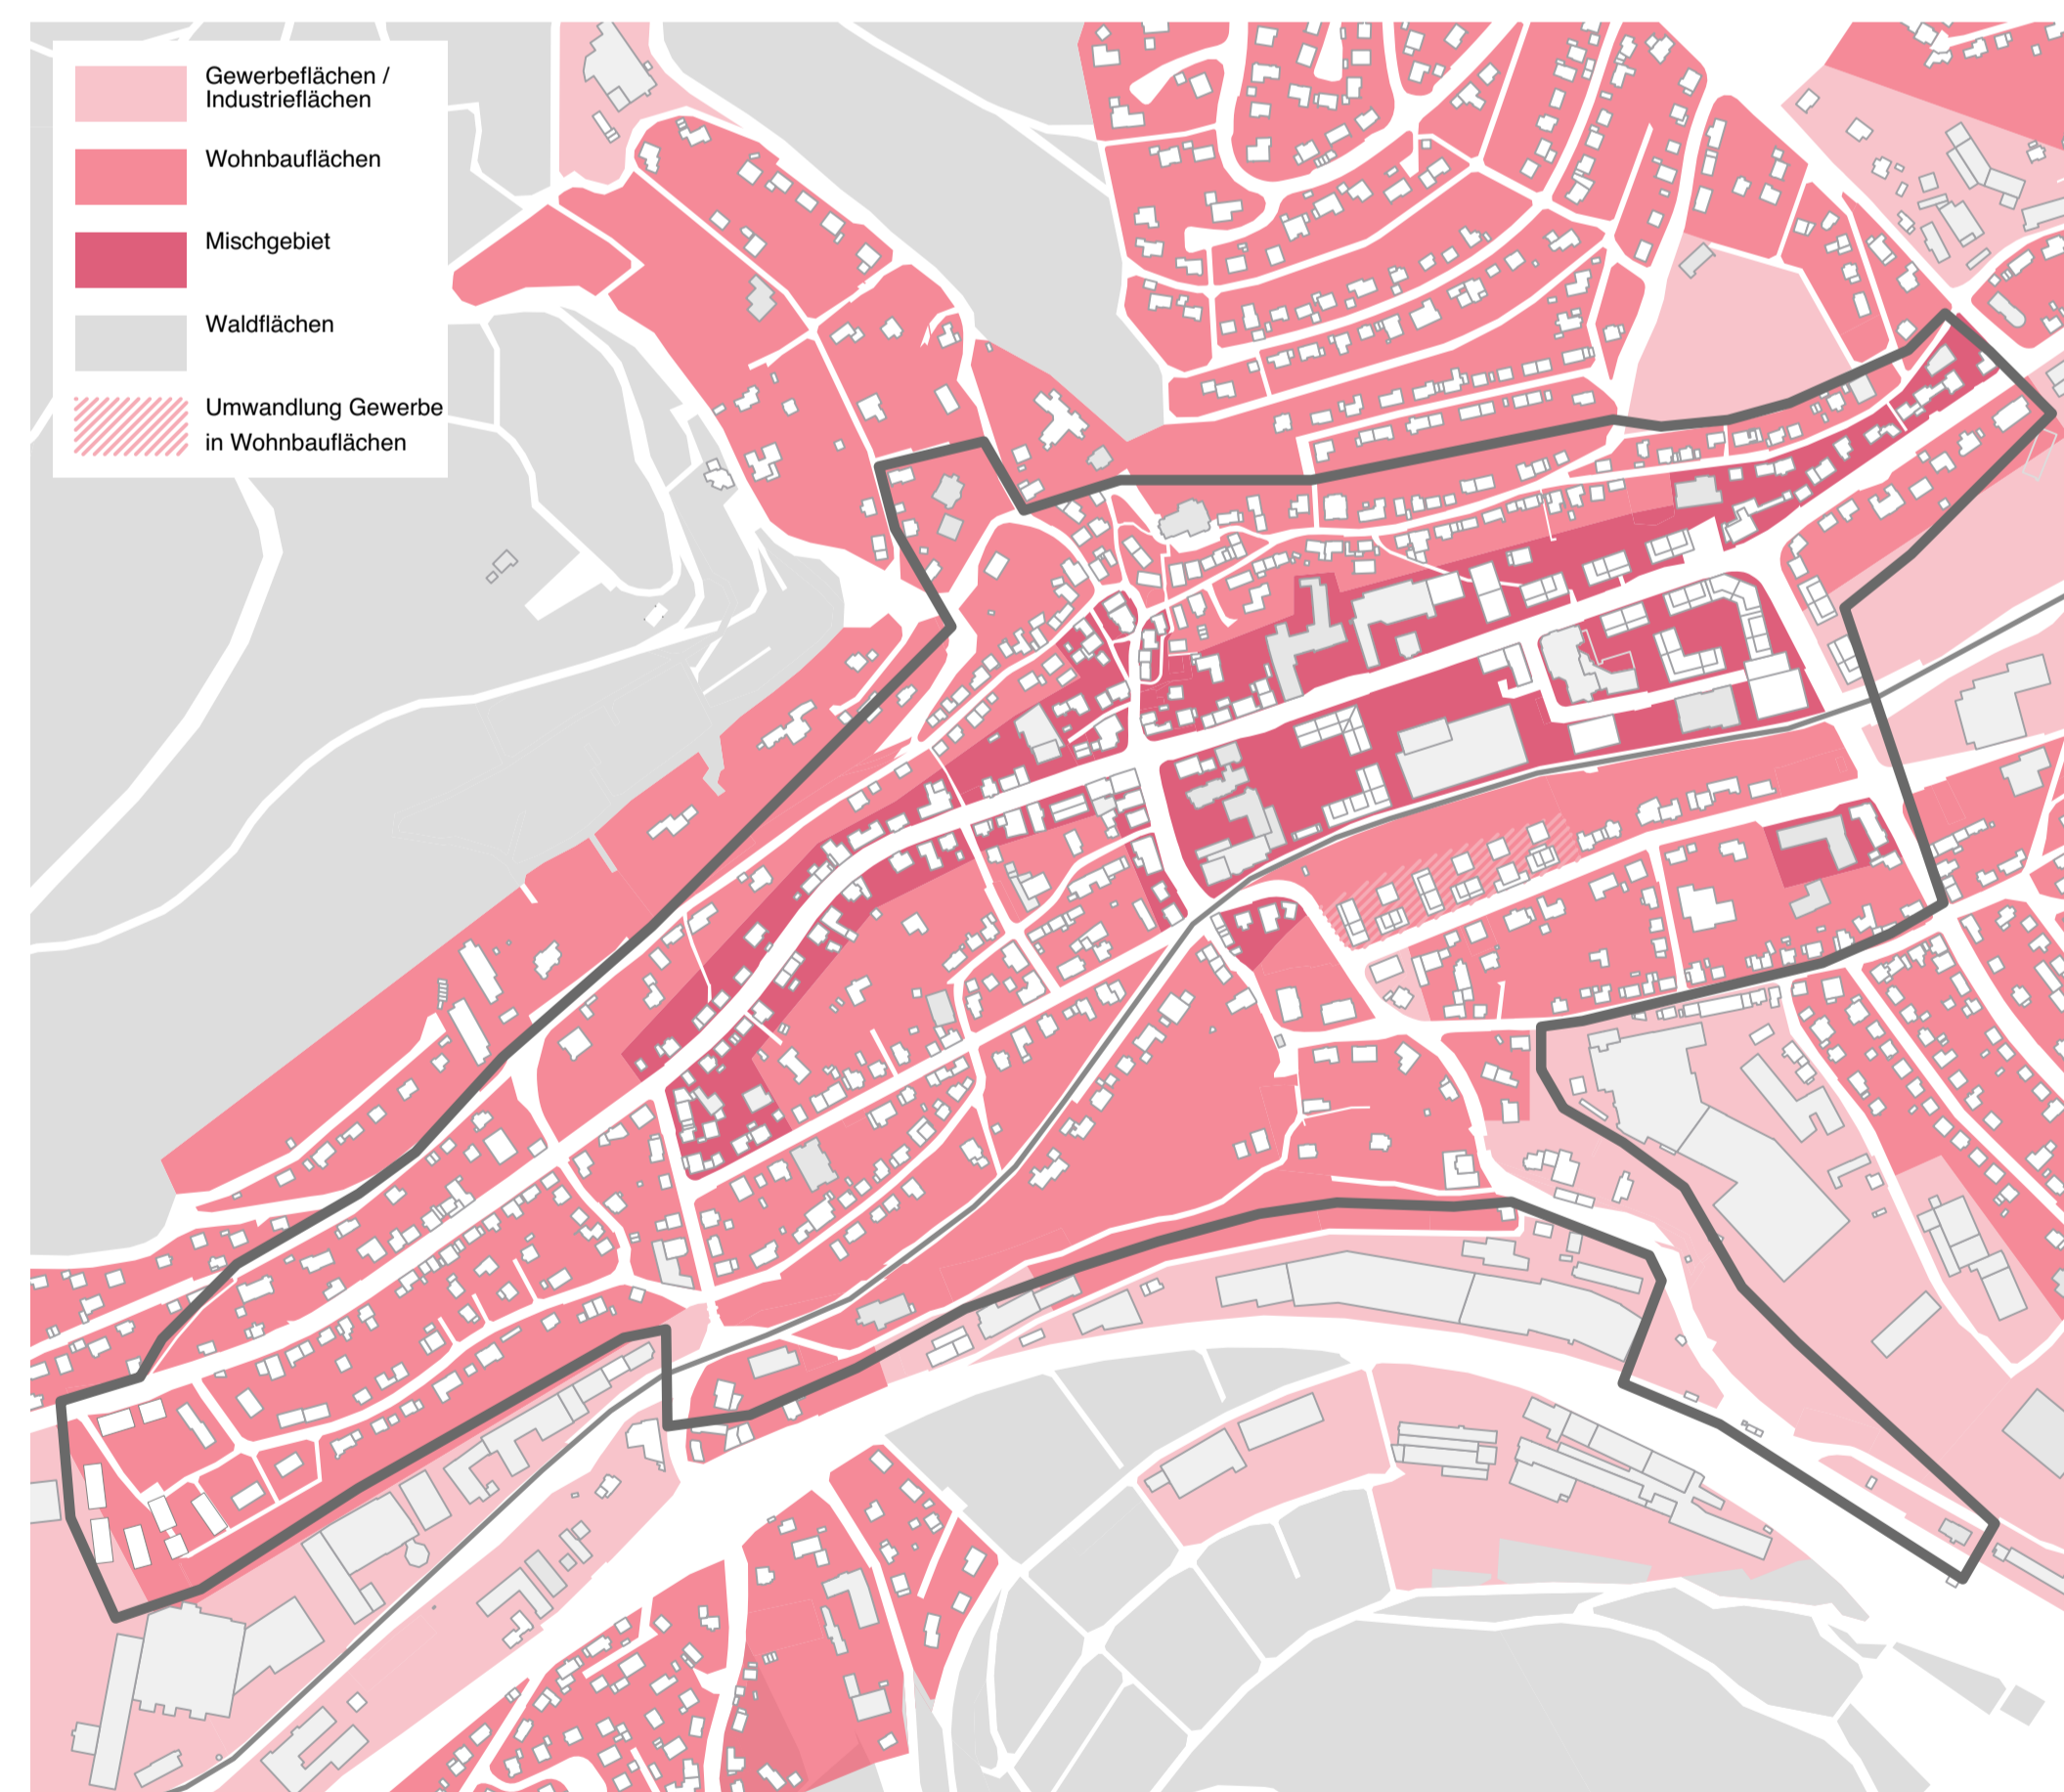 Gewerbeflächen /
Industrieflächen
Wohnbauflächen
Mischgebiet
Waldflächen
Umwandlung Gewerbe
in Wohnbauflächen